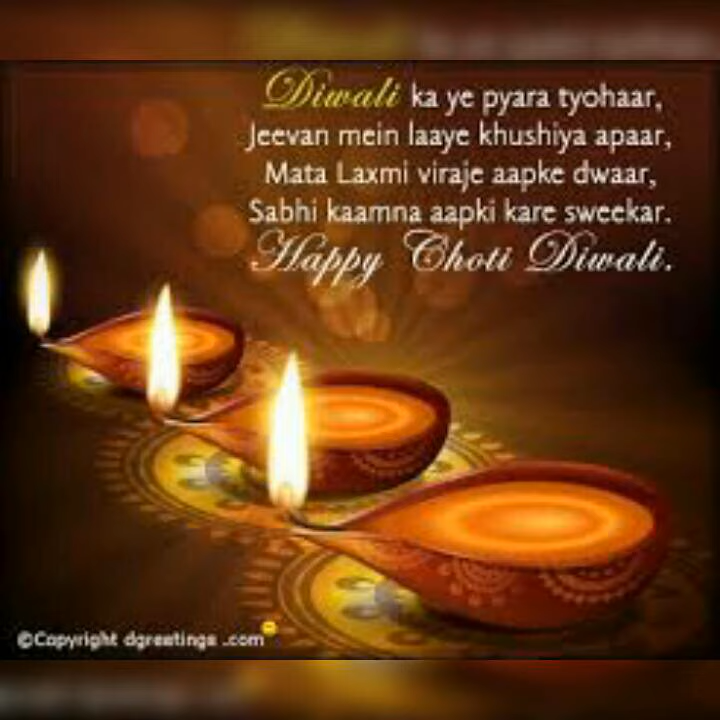 Diwali ka ye pyara tyohaar,
Jeevan mein laaye khushiya apaar,
Mata Laxmi viraje aapke dwaar,
Sabhi kaamna aapki kare sweekar.
Happy Choti Diwali.
©Copyright dgreetings .com